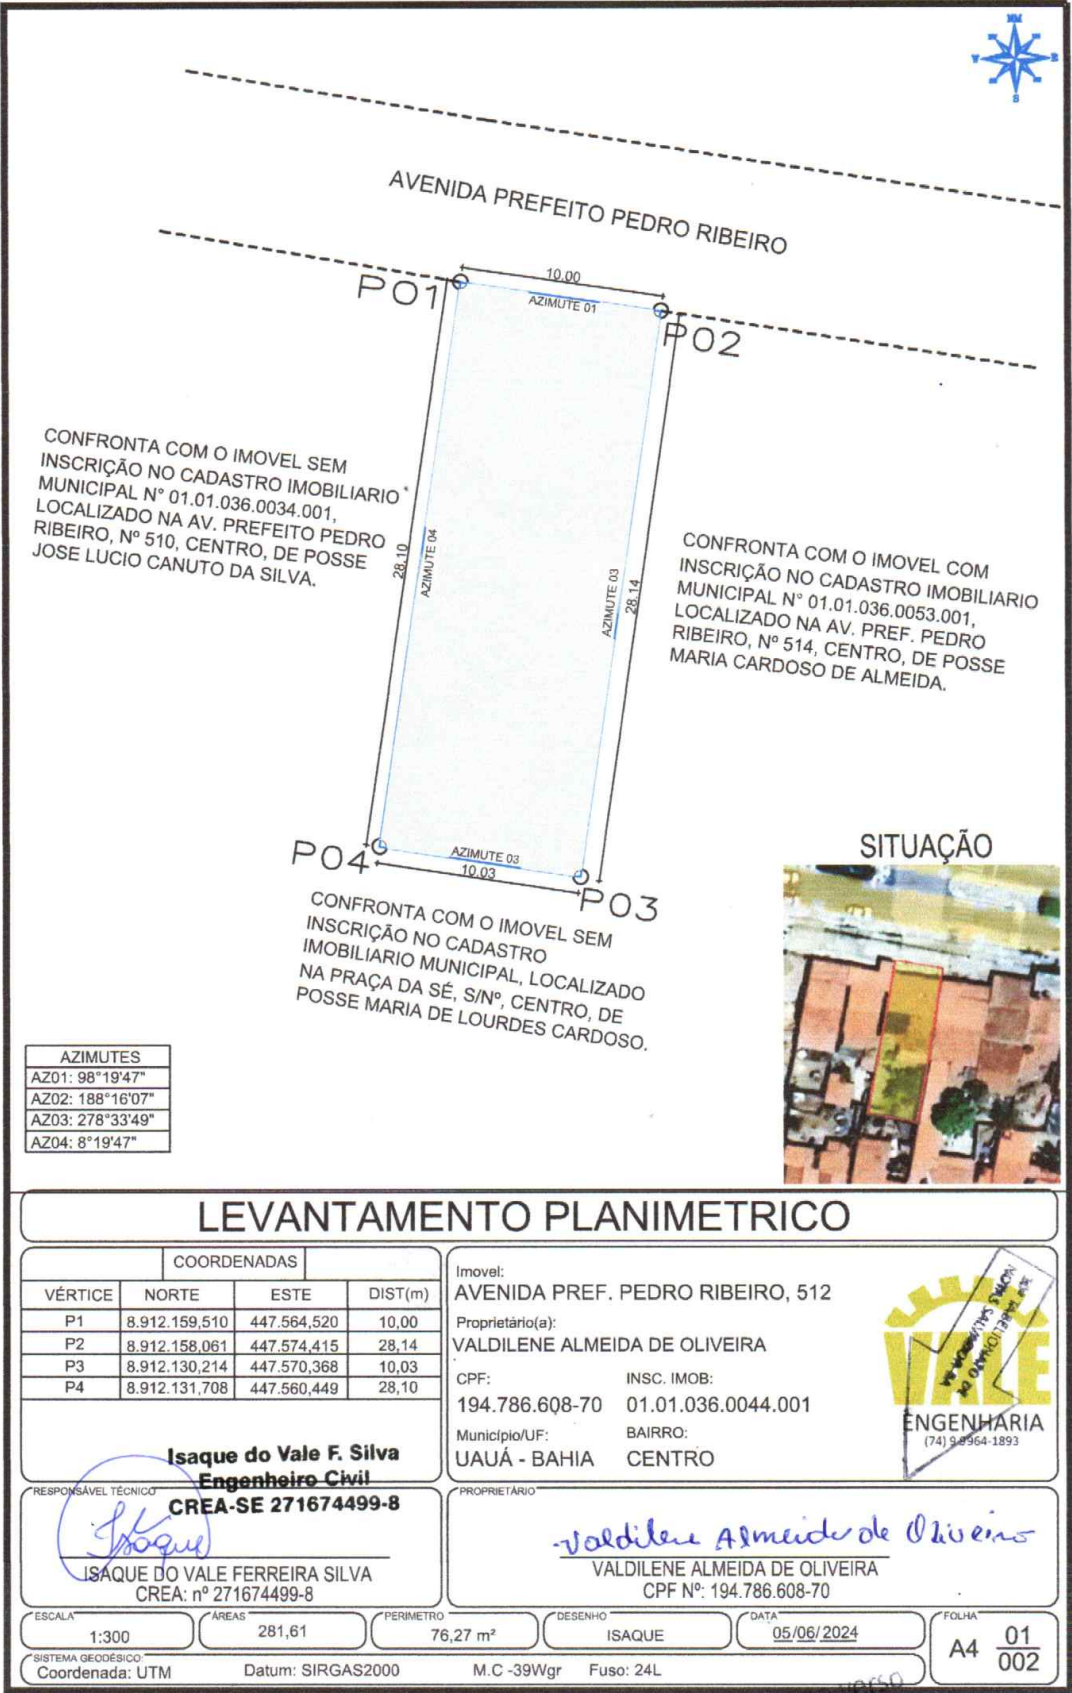 NM
V
E
S
AVENIDA PREFEITO PEDRO RIBEIRO
10.00
AZIMUTE 01
P01
P02
CONFRONTA COM O IMOVEL SEM
INSCRIÇÃO NO CADASTRO IMOBILIARIO
MUNICIPAL N° 01.01.036.0034.001,
LOCALIZADO NA AV. PREFEITO PEDRO
RIBEIRO, Nº 510, CENTRO, DE POSSE
JOSE LUCIO CANUTO DA SILVA.
28,10
AZIMUTE 04
AZIMUTE 03
28.14
CONFRONTA COM O IMOVEL COM
INSCRIÇÃO NO CADASTRO IMOBILIARIO
MUNICIPAL N° 01.01.036.0053.001,
LOCALIZADO NA AV. PREF. PEDRO
RIBEIRO, Nº 514, CENTRO, DE POSSE
MARIA CARDOSO DE ALMEIDA.
P04
AZIMUTE 03
10.03
P03
CONFRONTA COM O IMOVEL SEM
INSCRIÇÃO NO CADASTRO
IMOBILIARIO MUNICIPAL, LOCALIZADO
NA PRAÇA DA SÉ, S/Nº, CENTRO, DE
POSSE MARIA DE LOURDES CARDOSO.
SITUAÇÃO
AZIMUTES
AZ01: 98°19'47"
AZ02: 188°16'07"
AZ03: 278°33'49"
AZ04: 8°19'47"
LEVANTAMENTO PLANIMETRICO
COORDENADAS
VÉRTICE NORTE ESTE DIST(m)
P1 8.912.159,510 447.564,520 10,00
P2 8.912.158,061 447.574,415 28,14
P3 8.912.130,214 447.570,368 10,03
P4 8.912.131,708 447.560,449 28,10
Imovel:
AVENIDA PREF. PEDRO RIBEIRO, 512
Proprietário(a):
VALDILENE ALMEIDA DE OLIVEIRA
CPF: INSC. IMOB:
194.786.608-70 01.01.036.0044.001
Município/UF: BAIRRO:
UAUÁ - BAHIA CENTRO
VALE
ENGENHARIA
(74) 9 9964-1893
TABELIONATO DE
NOTAS SALVADOR-BA
Isaque do Vale F. Silva
Engenheiro Civil
CREA-SE 271674499-8
RESPONSÁVEL TÉCNICO
Isaque
ISAQUE DO VALE FERREIRA SILVA
CREA: nº 271674499-8
PROPRIETÁRIO
Valdilene Almeida de Oliveira
VALDILENE ALMEIDA DE OLIVEIRA
CPF Nº: 194.786.608-70
ESCALA
1:300
ÁREAS
281,61
PERIMETRO
76,27 m²
DESENHO
ISAQUE
DATA
05/06/2024
FOLHA
A4 01
002
SISTEMA GEODÉSICO:
Coordenada: UTM Datum: SIRGAS2000 M.C -39Wgr Fuso: 24L
verso